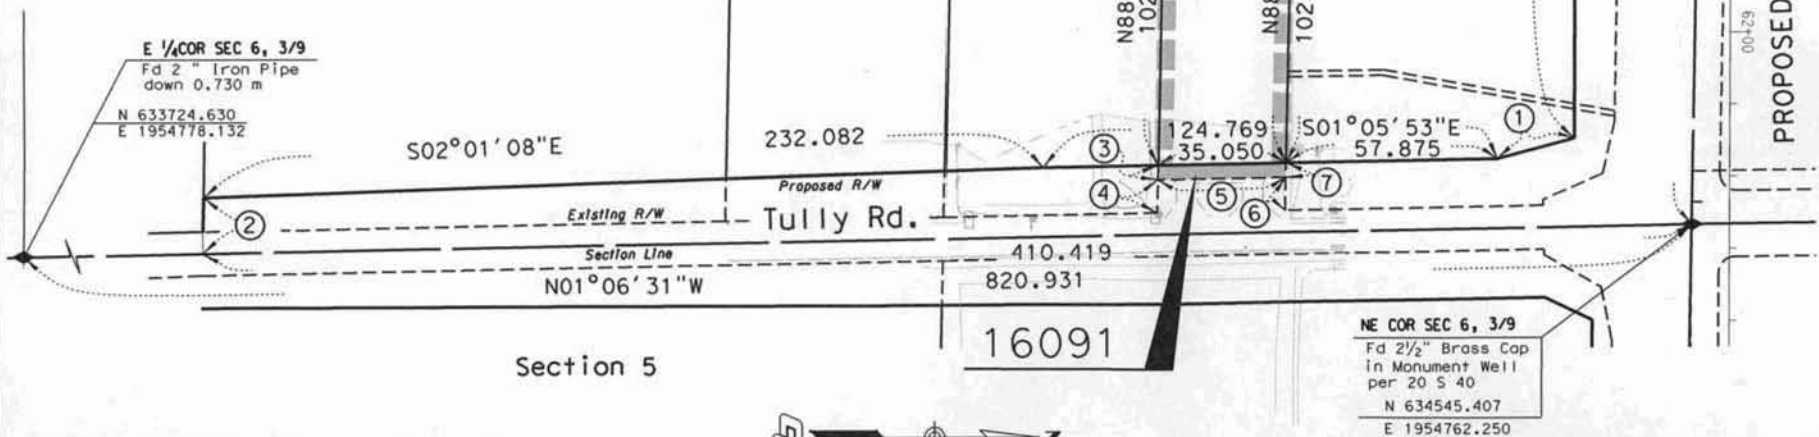 E ¼COR SEC 6, 3/9
Fd 2 " Iron Pipe
down 0.730 m
N 633724.630
E 1954778.132
S02°01'08"E
232.082
N88
102
N88
102
124.769
35.050
S01°05'53"E
57.875
①
③
④
⑤
⑥
⑦
②
Proposed R/W
Existing R/W
Tully Rd.
Section Line
410.419
N01°06'31"W
820.931
16091
Section 5
NE COR SEC 6, 3/9
Fd 2½" Brass Cap
in Monument Well
per 20 S 40
N 634545.407
E 1954762.250
62+00
PROPOSED